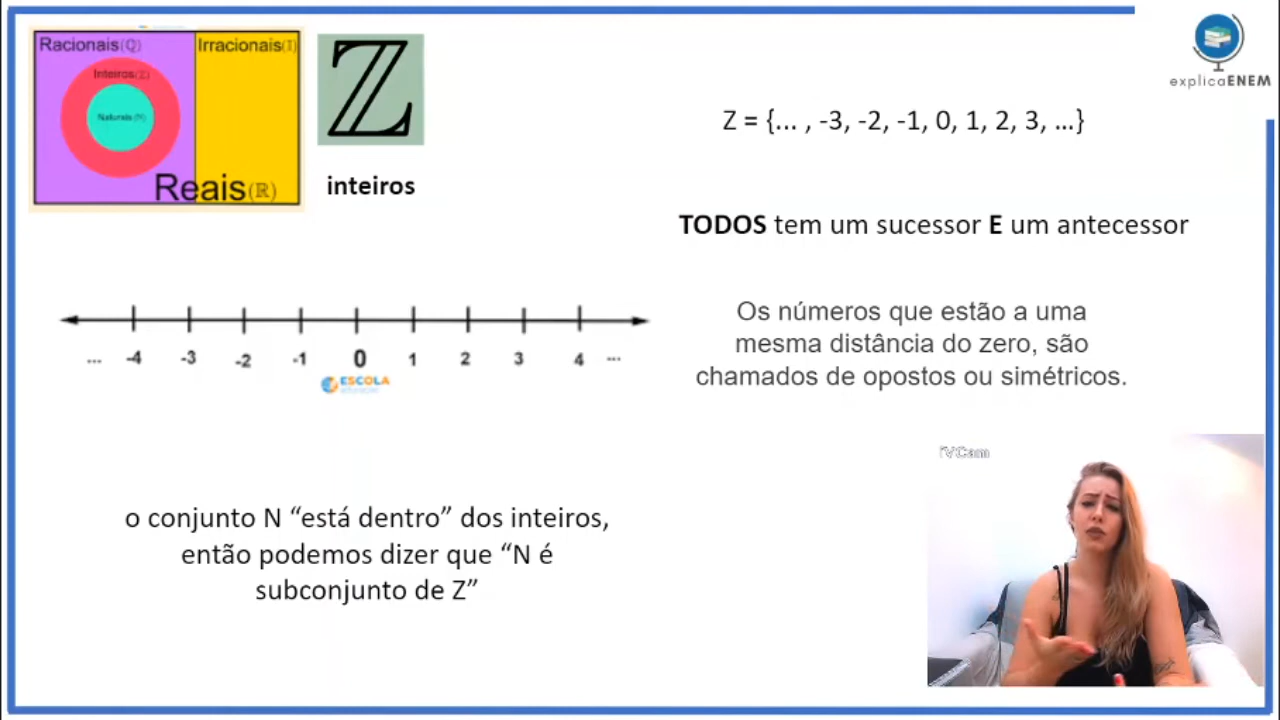 Racionais(Q)
Irracionais(I)
Inteiros(Z)
Naturais (N)
Reais(ℝ)
ℤ
inteiros
explicaENEM
Z = {... , -3, -2, -1, 0, 1, 2, 3, ...}
TODOS tem um sucessor E um antecessor
... -4 -3 -2 -1 0 1 2 3 4 ...
ESCOLA
Os números que estão a uma
mesma distância do zero, são
chamados de opostos ou simétricos.
iVCam
o conjunto N “está dentro” dos inteiros,
então podemos dizer que “N é
subconjunto de Z”